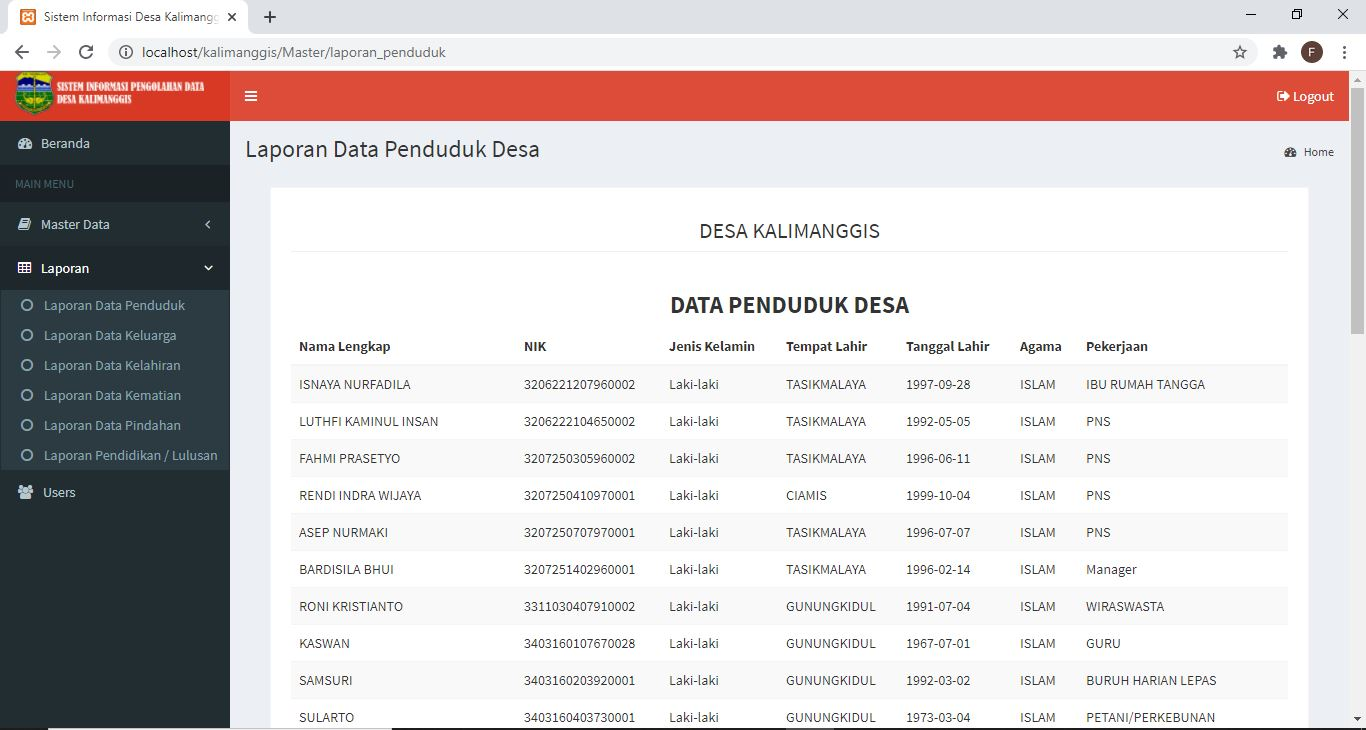 Sistem Informasi Desa Kalimangg
localhost/kalimanggis/Master/laporan_penduduk
F
SISTEM INFORMASI PENGOLAHAN DATA
DESA KALIMANGGIS
Logout
Beranda
MAIN MENU
Master Data
Laporan
Laporan Data Penduduk
Laporan Data Keluarga
Laporan Data Kelahiran
Laporan Data Kematian
Laporan Data Pindahan
Laporan Pendidikan / Lulusan
Users
Laporan Data Penduduk Desa
Home
DESA KALIMANGGIS
DATA PENDUDUK DESA
Nama Lengkap NIK Jenis Kelamin Tempat Lahir Tanggal Lahir Agama Pekerjaan
ISNAYA NURFADILA 3206221207960002 Laki-laki TASIKMALAYA 1997-09-28 ISLAM IBU RUMAH TANGGA
LUTHFI KAMINUL INSAN 3206222104650002 Laki-laki TASIKMALAYA 1992-05-05 ISLAM PNS
FAHMI PRASETYO 3207250305960002 Laki-laki TASIKMALAYA 1996-06-11 ISLAM PNS
RENDI INDRA WIJAYA 3207250410970001 Laki-laki CIAMIS 1999-10-04 ISLAM PNS
ASEP NURMAKI 3207250707970001 Laki-laki TASIKMALAYA 1996-07-07 ISLAM PNS
BARDISILA BHUI 3207251402960001 Laki-laki TASIKMALAYA 1996-02-14 ISLAM Manager
RONI KRISTIANTO 3311030407910002 Laki-laki GUNUNGKIDUL 1991-07-04 ISLAM WIRASWASTA
KASWAN 3403160107670028 Laki-laki GUNUNGKIDUL 1967-07-01 ISLAM GURU
SAMSURI 3403160203920001 Laki-laki GUNUNGKIDUL 1992-03-02 ISLAM BURUH HARIAN LEPAS
SULARTO 3403160403730001 Laki-laki GUNUNGKIDUL 1973-03-04 ISLAM PETANI/PERKEBUNAN